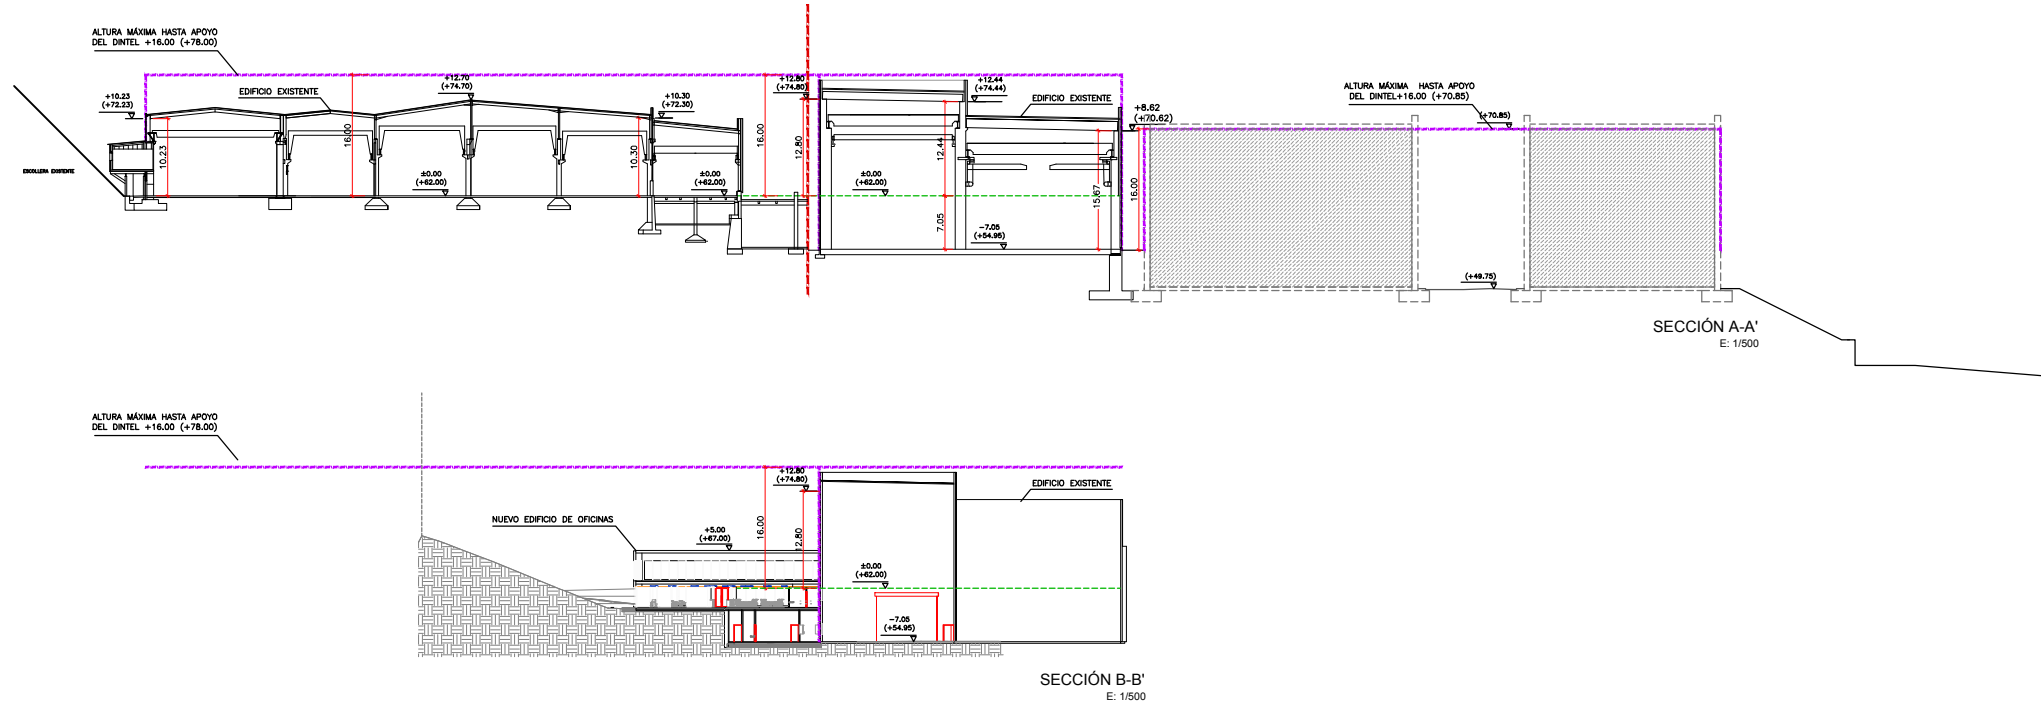 ALTURA MÁXIMA HASTA APOYO
DEL DINTEL +16.00 (+78.00)
+10.23
(+72.23)
EDIFICIO EXISTENTE
+12.70
(+74.70)
+10.30
(+72.30)
+12.80
(+74.80)
+12.44
(+74.44)
EDIFICIO EXISTENTE
+8.62
(+70.62)
ALTURA MÁXIMA HASTA APOYO
DEL DINTEL+16.00 (+70.85)
(+70.85)
ESCOLLERA EXISTENTE
10.23
16.00
10.30
16.00
12.80
12.44
7.05
15.67
16.00
±0.00
(+62.00)
±0.00
(+62.00)
±0.00
(+62.00)
-7.05
(+54.95)
(+49.75)
SECCIÓN A-A'
E: 1/500
ALTURA MÁXIMA HASTA APOYO
DEL DINTEL +16.00 (+78.00)
+12.80
(+74.80)
EDIFICIO EXISTENTE
NUEVO EDIFICIO DE OFICINAS
+5.00
(+67.00)
16.00
12.80
±0.00
(+62.00)
-7.05
(+54.95)
SECCIÓN B-B'
E: 1/500